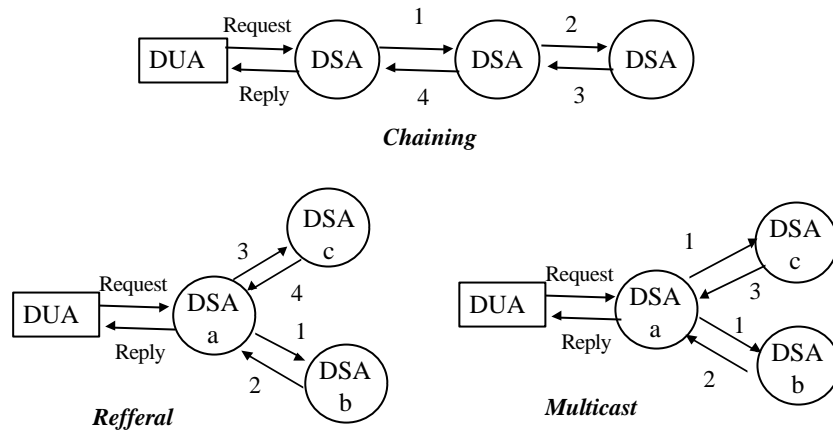 1
2
Request
DUA
DSA
DSA
DSA
Reply
4
3
Chaining
DSA
c
3
4
Request
DUA
DSA
a
Reply
1
2
DSA
b
Refferal
DSA
c
1
3
Request
DUA
DSA
a
Reply
1
2
DSA
b
Multicast